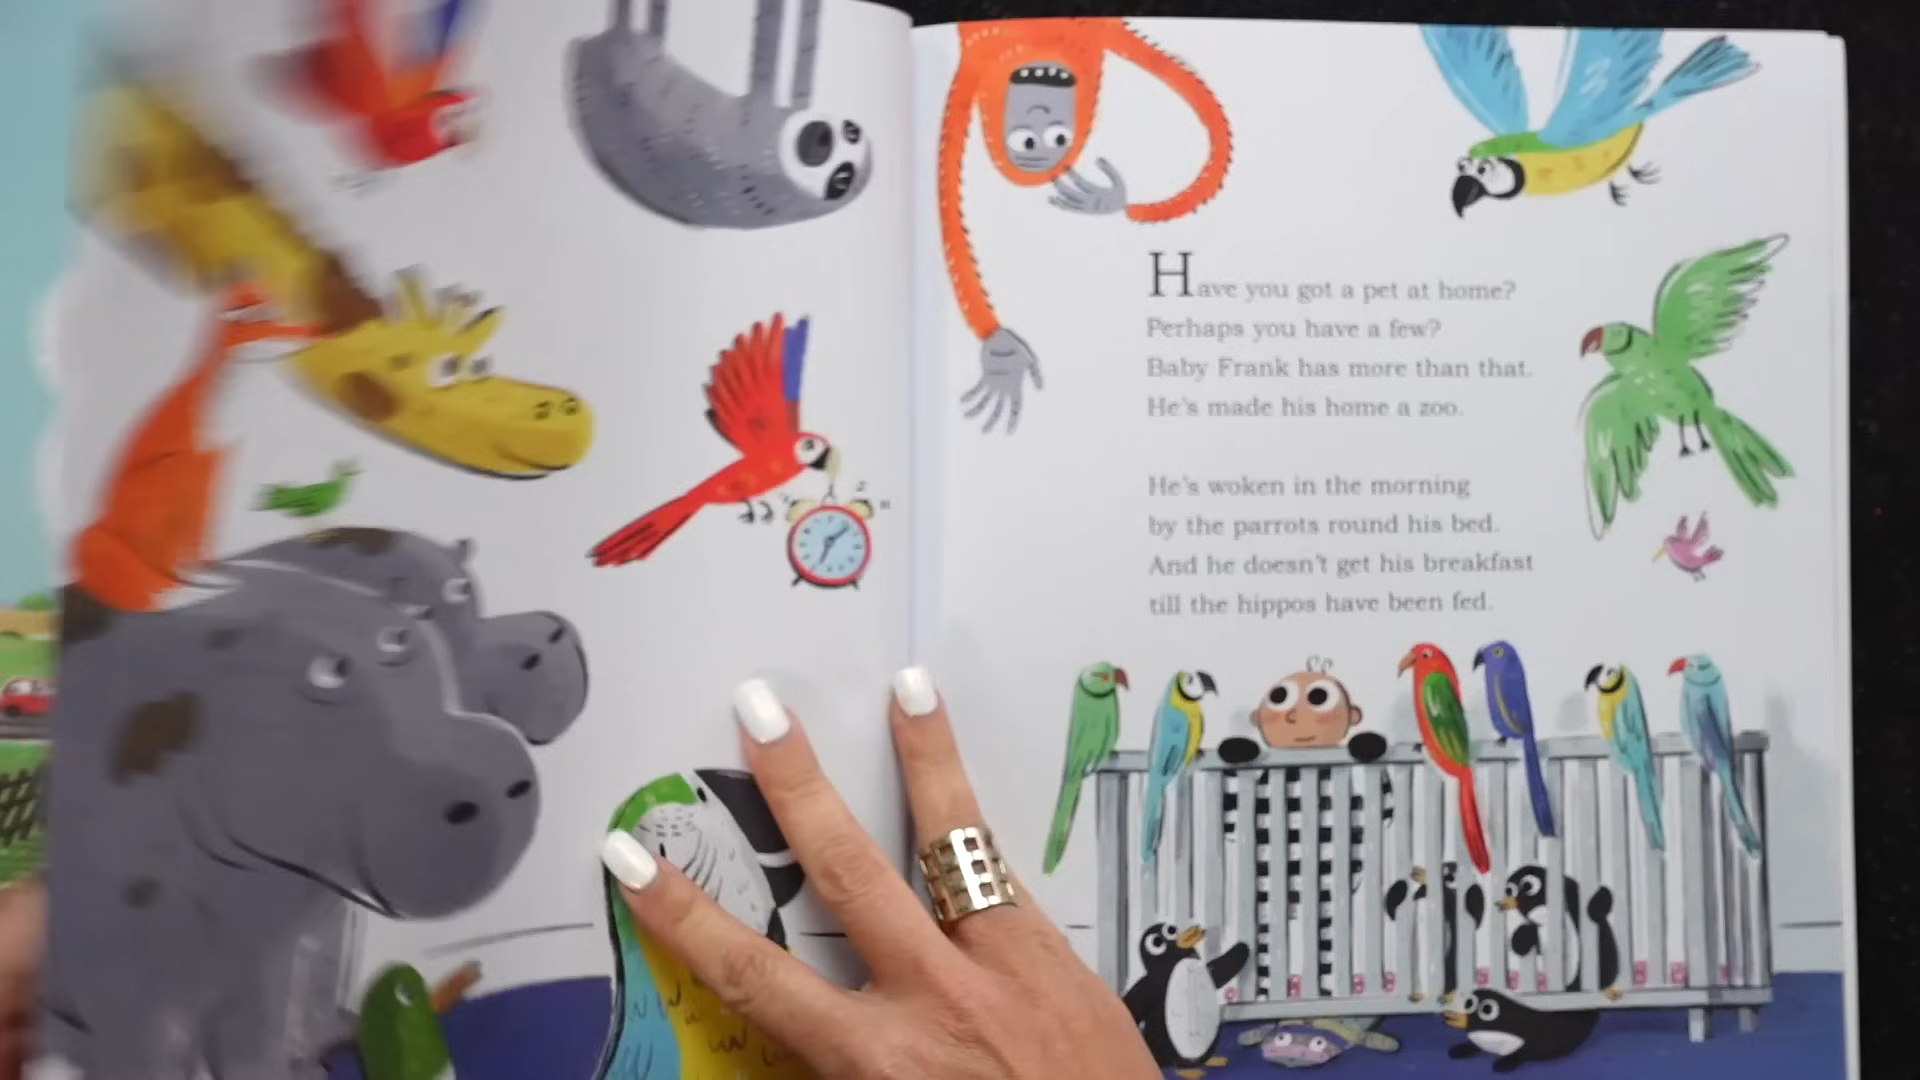 Have you got a pet at home?
Perhaps you have a few?
Baby Frank has more than that.
He's made his home a zoo.
He's woken in the morning
by the parrots round his bed.
And he doesn't get his breakfast
till the hippos have been fed.